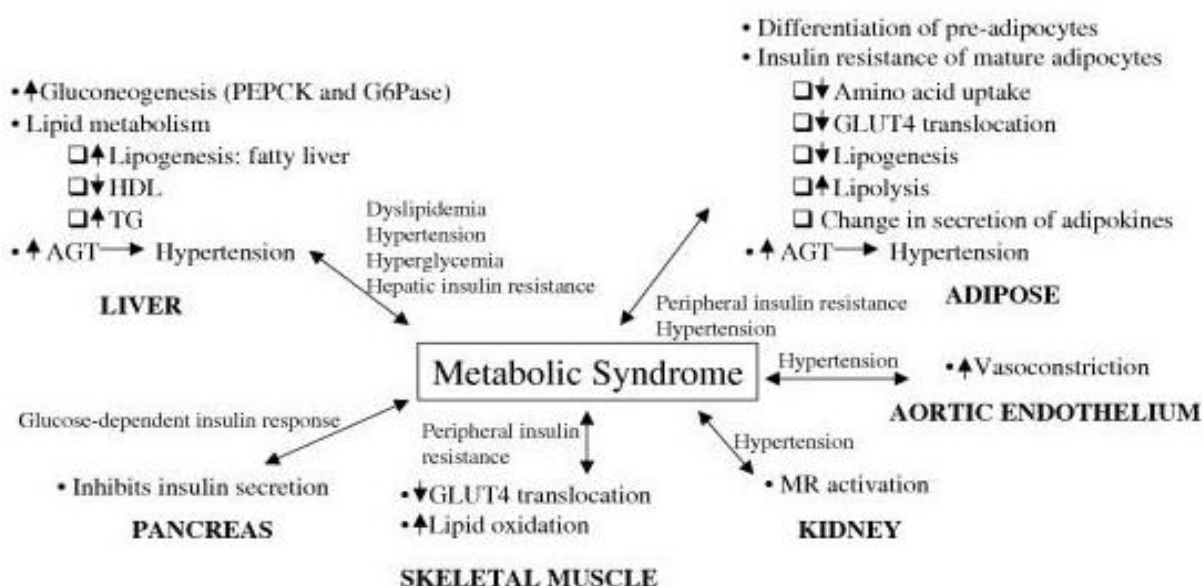 • ↑Gluconeogenesis (PEPCK and G6Pase)
• Lipid metabolism
❑↑Lipogenesis: fatty liver
❑↓HDL
❑↑TG
• ↑AGT → Hypertension
LIVER
Dyslipidemia
Hypertension
Hyperglycemia
Hepatic insulin resistance
• Differentiation of pre-adipocytes
• Insulin resistance of mature adipocytes
❑↓Amino acid uptake
❑↓GLUT4 translocation
❑↓Lipogenesis
❑↑Lipolysis
❑ Change in secretion of adipokines
• ↑AGT → Hypertension
ADIPOSE
Peripheral insulin resistance
Hypertension
Metabolic Syndrome
Hypertension
• ↑Vasoconstriction
AORTIC ENDOTHELIUM
Glucose-dependent insulin response
• Inhibits insulin secretion
PANCREAS
Peripheral insulin
resistance
• ↓GLUT4 translocation
• ↑Lipid oxidation
SKELETAL MUSCLE
Hypertension
• MR activation
KIDNEY